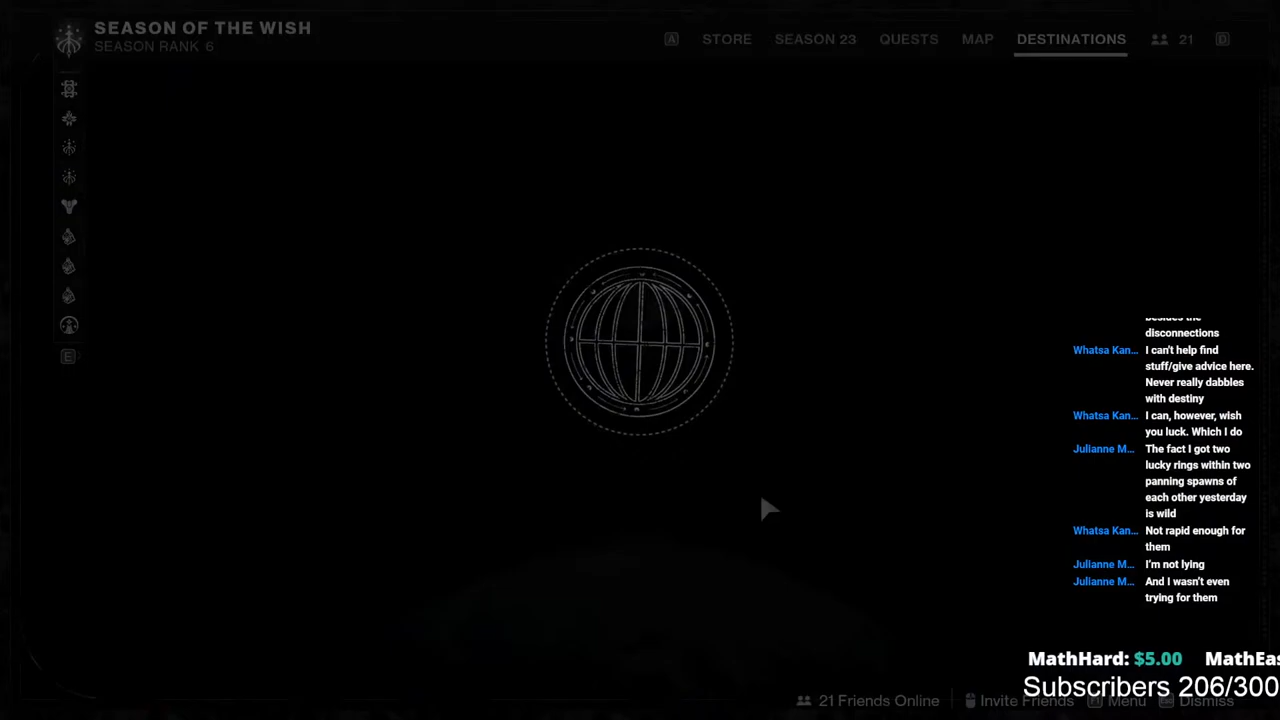 SEASON OF THE WISH
SEASON RANK 6
A
STORE
SEASON 23
QUESTS
MAP
DESTINATIONS
21
D
E
besides the
disconnections
Whatsa Kan... I can't help find
stuff/give advice here.
Never really dabbles
with destiny
Whatsa Kan... I can, however, wish
you luck. Which I do
Julianne M... The fact I got two
lucky rings within two
panning spawns of
each other yesterday
is wild
Whatsa Kan... Not rapid enough for
them
Julianne M... I'm not lying
Julianne M... And I wasn't even
trying for them
MathHard: $5.00 MathEas
Subscribers 206/300
21 Friends Online
Invite Friends
Menu
Dismiss